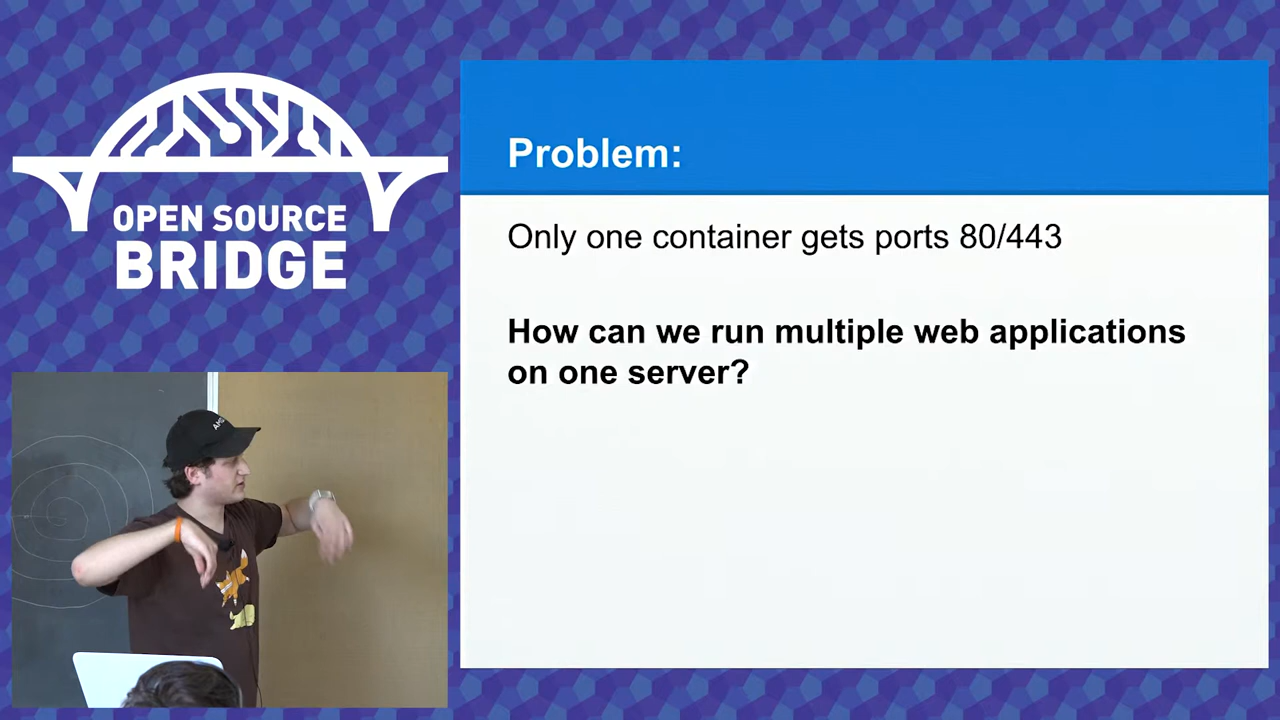 OPEN SOURCE
BRIDGE
Problem:
Only one container gets ports 80/443
How can we run multiple web applications
on one server?